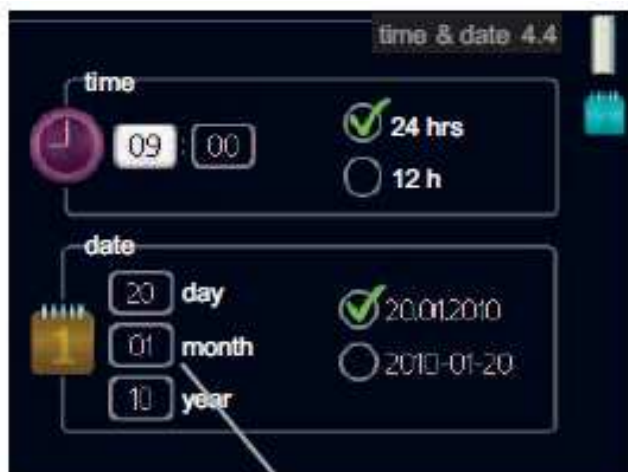 time & date 4.4
time
09 : 00
24 hrs
12 h
date
20 day
01 month
10 year
20.01.2010
2010-01-20
1